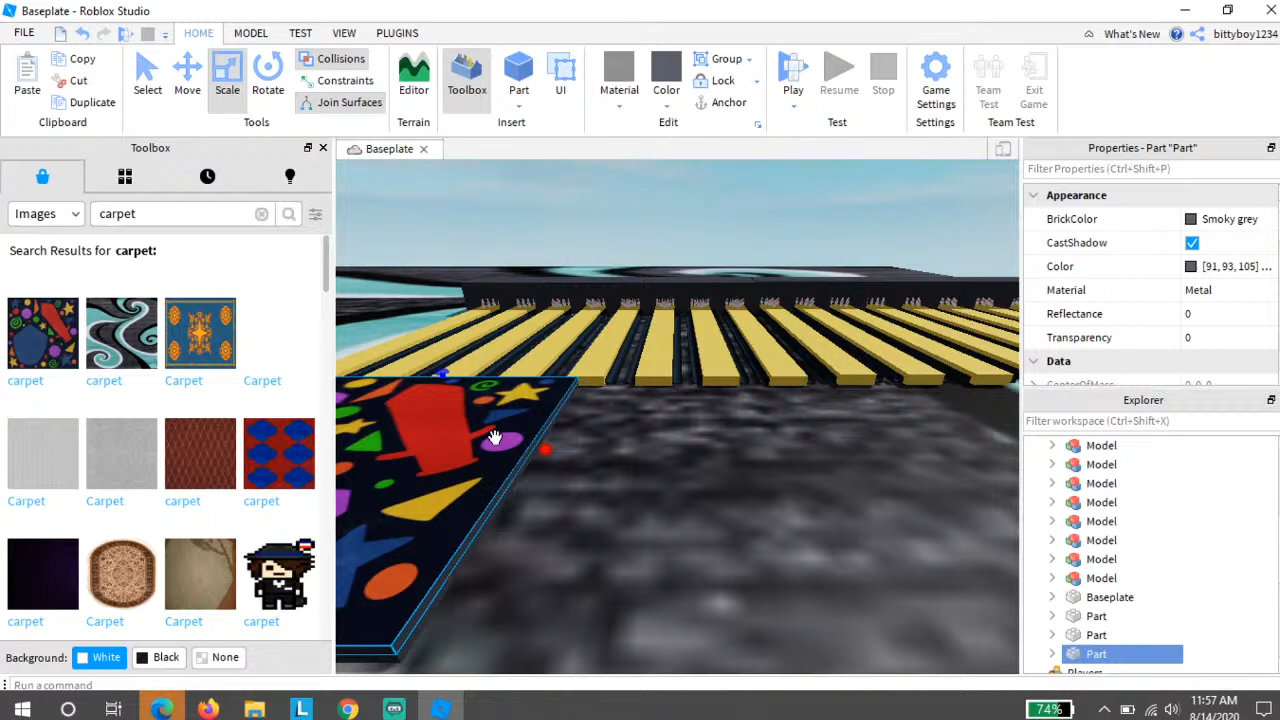 Baseplate - Roblox Studio
FILE HOME MODEL TEST VIEW PLUGINS What's New bittyboy1234
Paste Copy Cut Duplicate Clipboard
Select Move Scale Rotate Collisions Constraints Join Surfaces Tools
Editor Terrain
Toolbox Part UI Insert
Material Color Group Lock Anchor Edit
Play Resume Stop Test
Game Settings Settings
Team Test Exit Game Team Test
Toolbox
Baseplate
Properties - Part "Part"
Filter Properties (Ctrl+Shift+P)
Images carpet
Search Results for carpet:
carpet carpet Carpet Carpet
Carpet Carpet carpet carpet
carpet Carpet Carpet carpet
Background: White Black None
Run a command
Appearance
BrickColor Smoky grey
CastShadow
Color [91, 93, 105] ...
Material Metal
Reflectance 0
Transparency 0
Data
CenterOfMass 0, 0, 0
Explorer
Filter workspace (Ctrl+Shift+X)
Model
Model
Model
Model
Model
Model
Model
Model
Baseplate
Part
Part
Part
Players
L
74%
11:57 AM
8/14/2020